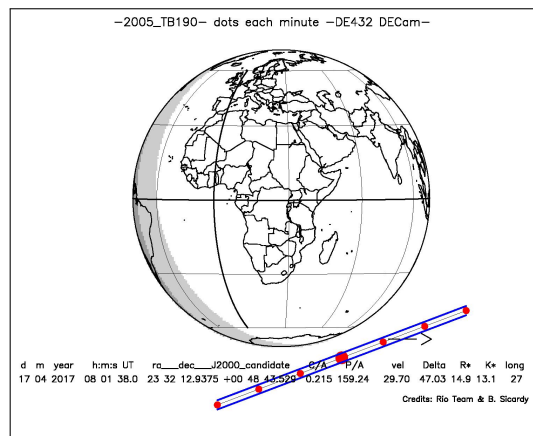 -2005_TB190- dots each minute -DE432 DECam-
d m year h:m:s UT ra___dec___J2000_candidate C/A P/A vel Delta R* K* long
17 04 2017 08 01 38.0 23 32 12.9375 +00 48 43.529 0.215 159.24 29.70 47.03 14.9 13.1 27
Credits: Rio Team & B. Sicardy